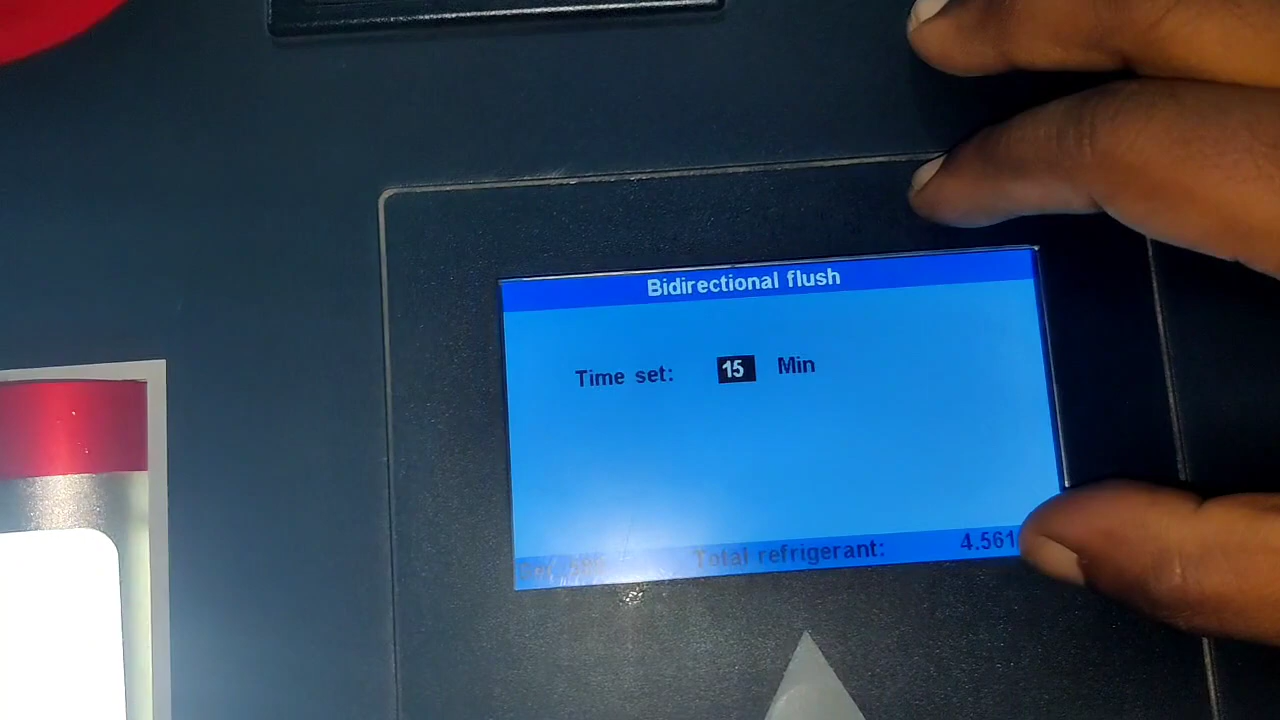 Bidirectional flush
Time set: 15 Min
Total refrigerant: 4.561